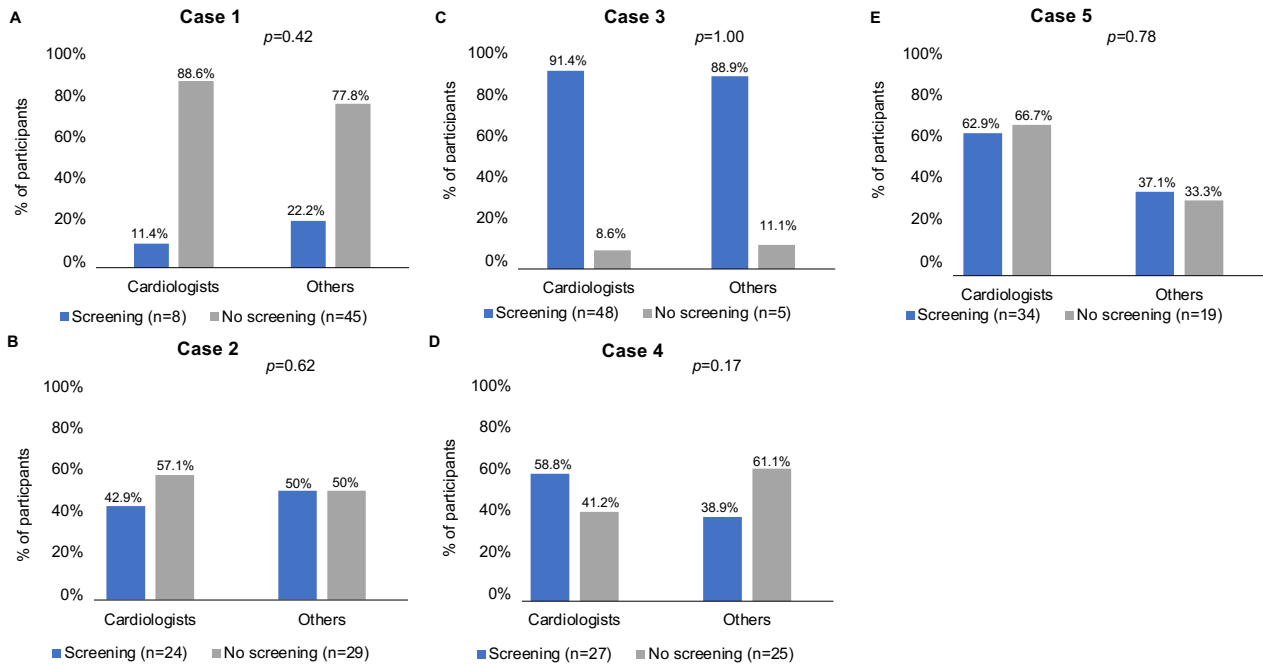 A
Case 1
p=0.42
% of participants
100%
80%
60%
40%
20%
0%
11.4%
88.6%
22.2%
77.8%
Cardiologists Others
Screening (n=8) No screening (n=45)
B
Case 2
p=0.62
% of particpants
100%
80%
60%
40%
20%
0%
42.9%
57.1%
50%
50%
Cardiologists Others
Screening (n=24) No screening (n=29)
C
Case 3
p=1.00
% of participants
100%
80%
60%
40%
20%
0%
91.4%
8.6%
88.9%
11.1%
Cardiologists Others
Screening (n=48) No screening (n=5)
D
Case 4
p=0.17
% of participants
100%
80%
60%
40%
20%
0%
58.8%
41.2%
38.9%
61.1%
Cardiologists Others
Screening (n=27) No screening (n=25)
E
Case 5
p=0.78
% of participants
100%
80%
60%
40%
20%
0%
62.9%
66.7%
37.1%
33.3%
Cardiologists Others
Screening (n=34) No screening (n=19)